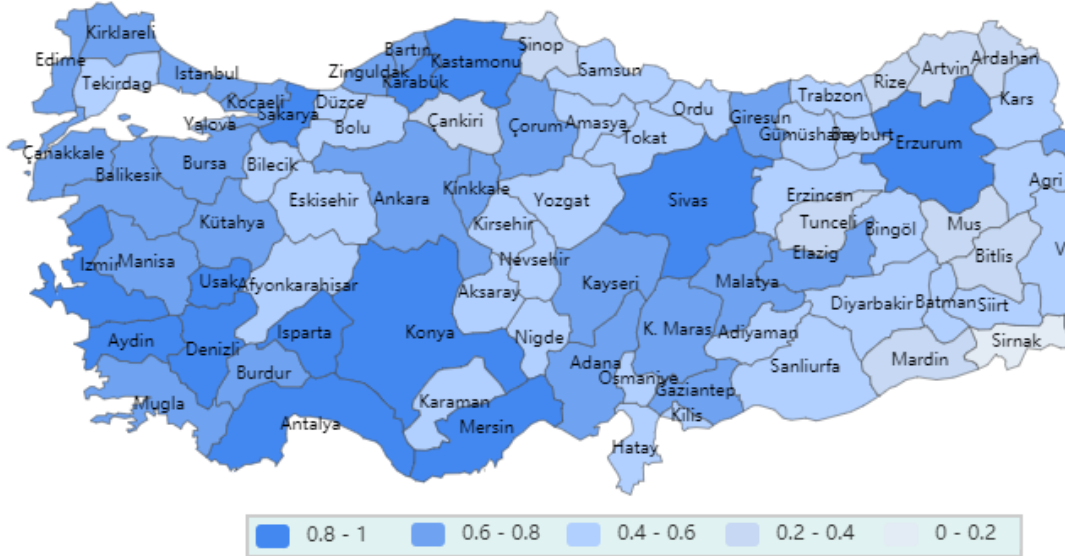 Kirklareli
Edirne
Tekirdag
Istanbul
Kocaeli
Sakarya
Yalova
Düzce
Bolu
Zinguldak
Bartın
Karabük
Kastamonu
Sinop
Samsun
Çankiri
Çorum
Amasya
Tokat
Ordu
Giresun
Trabzon
Gümüshane
Bayburt
Rize
Artvin
Ardahan
Kars
Erzurum
Agri
Çanakkale
Balikesir
Bursa
Bilecik
Eskisehir
Kütahya
Ankara
Kinkkale
Kirsehir
Yozgat
Sivas
Erzincan
Tunceli
Bingöl
Mus
Bitlis
V
Elazig
Malatya
Izmir
Manisa
Usak
Afyonkarahisar
Nevsehir
Aksaray
Kayseri
Nigde
Konya
Isparta
Aydin
Denizli
Burdur
Mugla
Antalya
Karaman
Mersin
Adana
K. Maras
Osmaniye..
Gaziantep
Kilis
Hatay
Adiyaman
Sanliurfa
Diyarbakir
Batman
Siirt
Mardin
Sirnak
0.8 - 1 0.6 - 0.8 0.4 - 0.6 0.2 - 0.4 0 - 0.2